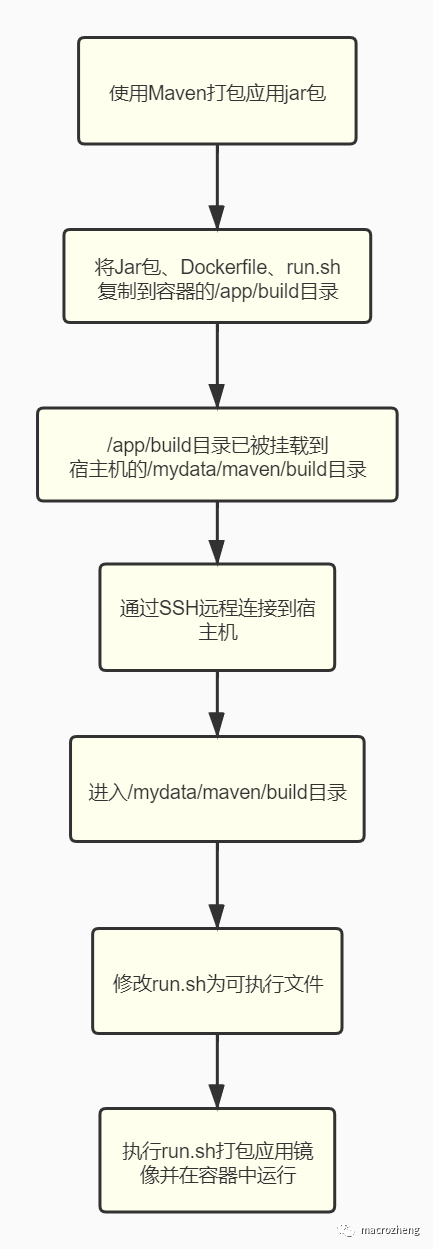 使用Maven打包应用jar包
将Jar包、Dockerfile、run.sh
复制到容器的/app/build目录
/app/build目录已被挂载到
宿主机的/mydata/maven/build目录
通过SSH远程连接到宿
主机
进入/mydata/maven/build目录
修改run.sh为可执行文件
执行run.sh打包应用镜
像并在容器中运行
macrozheng